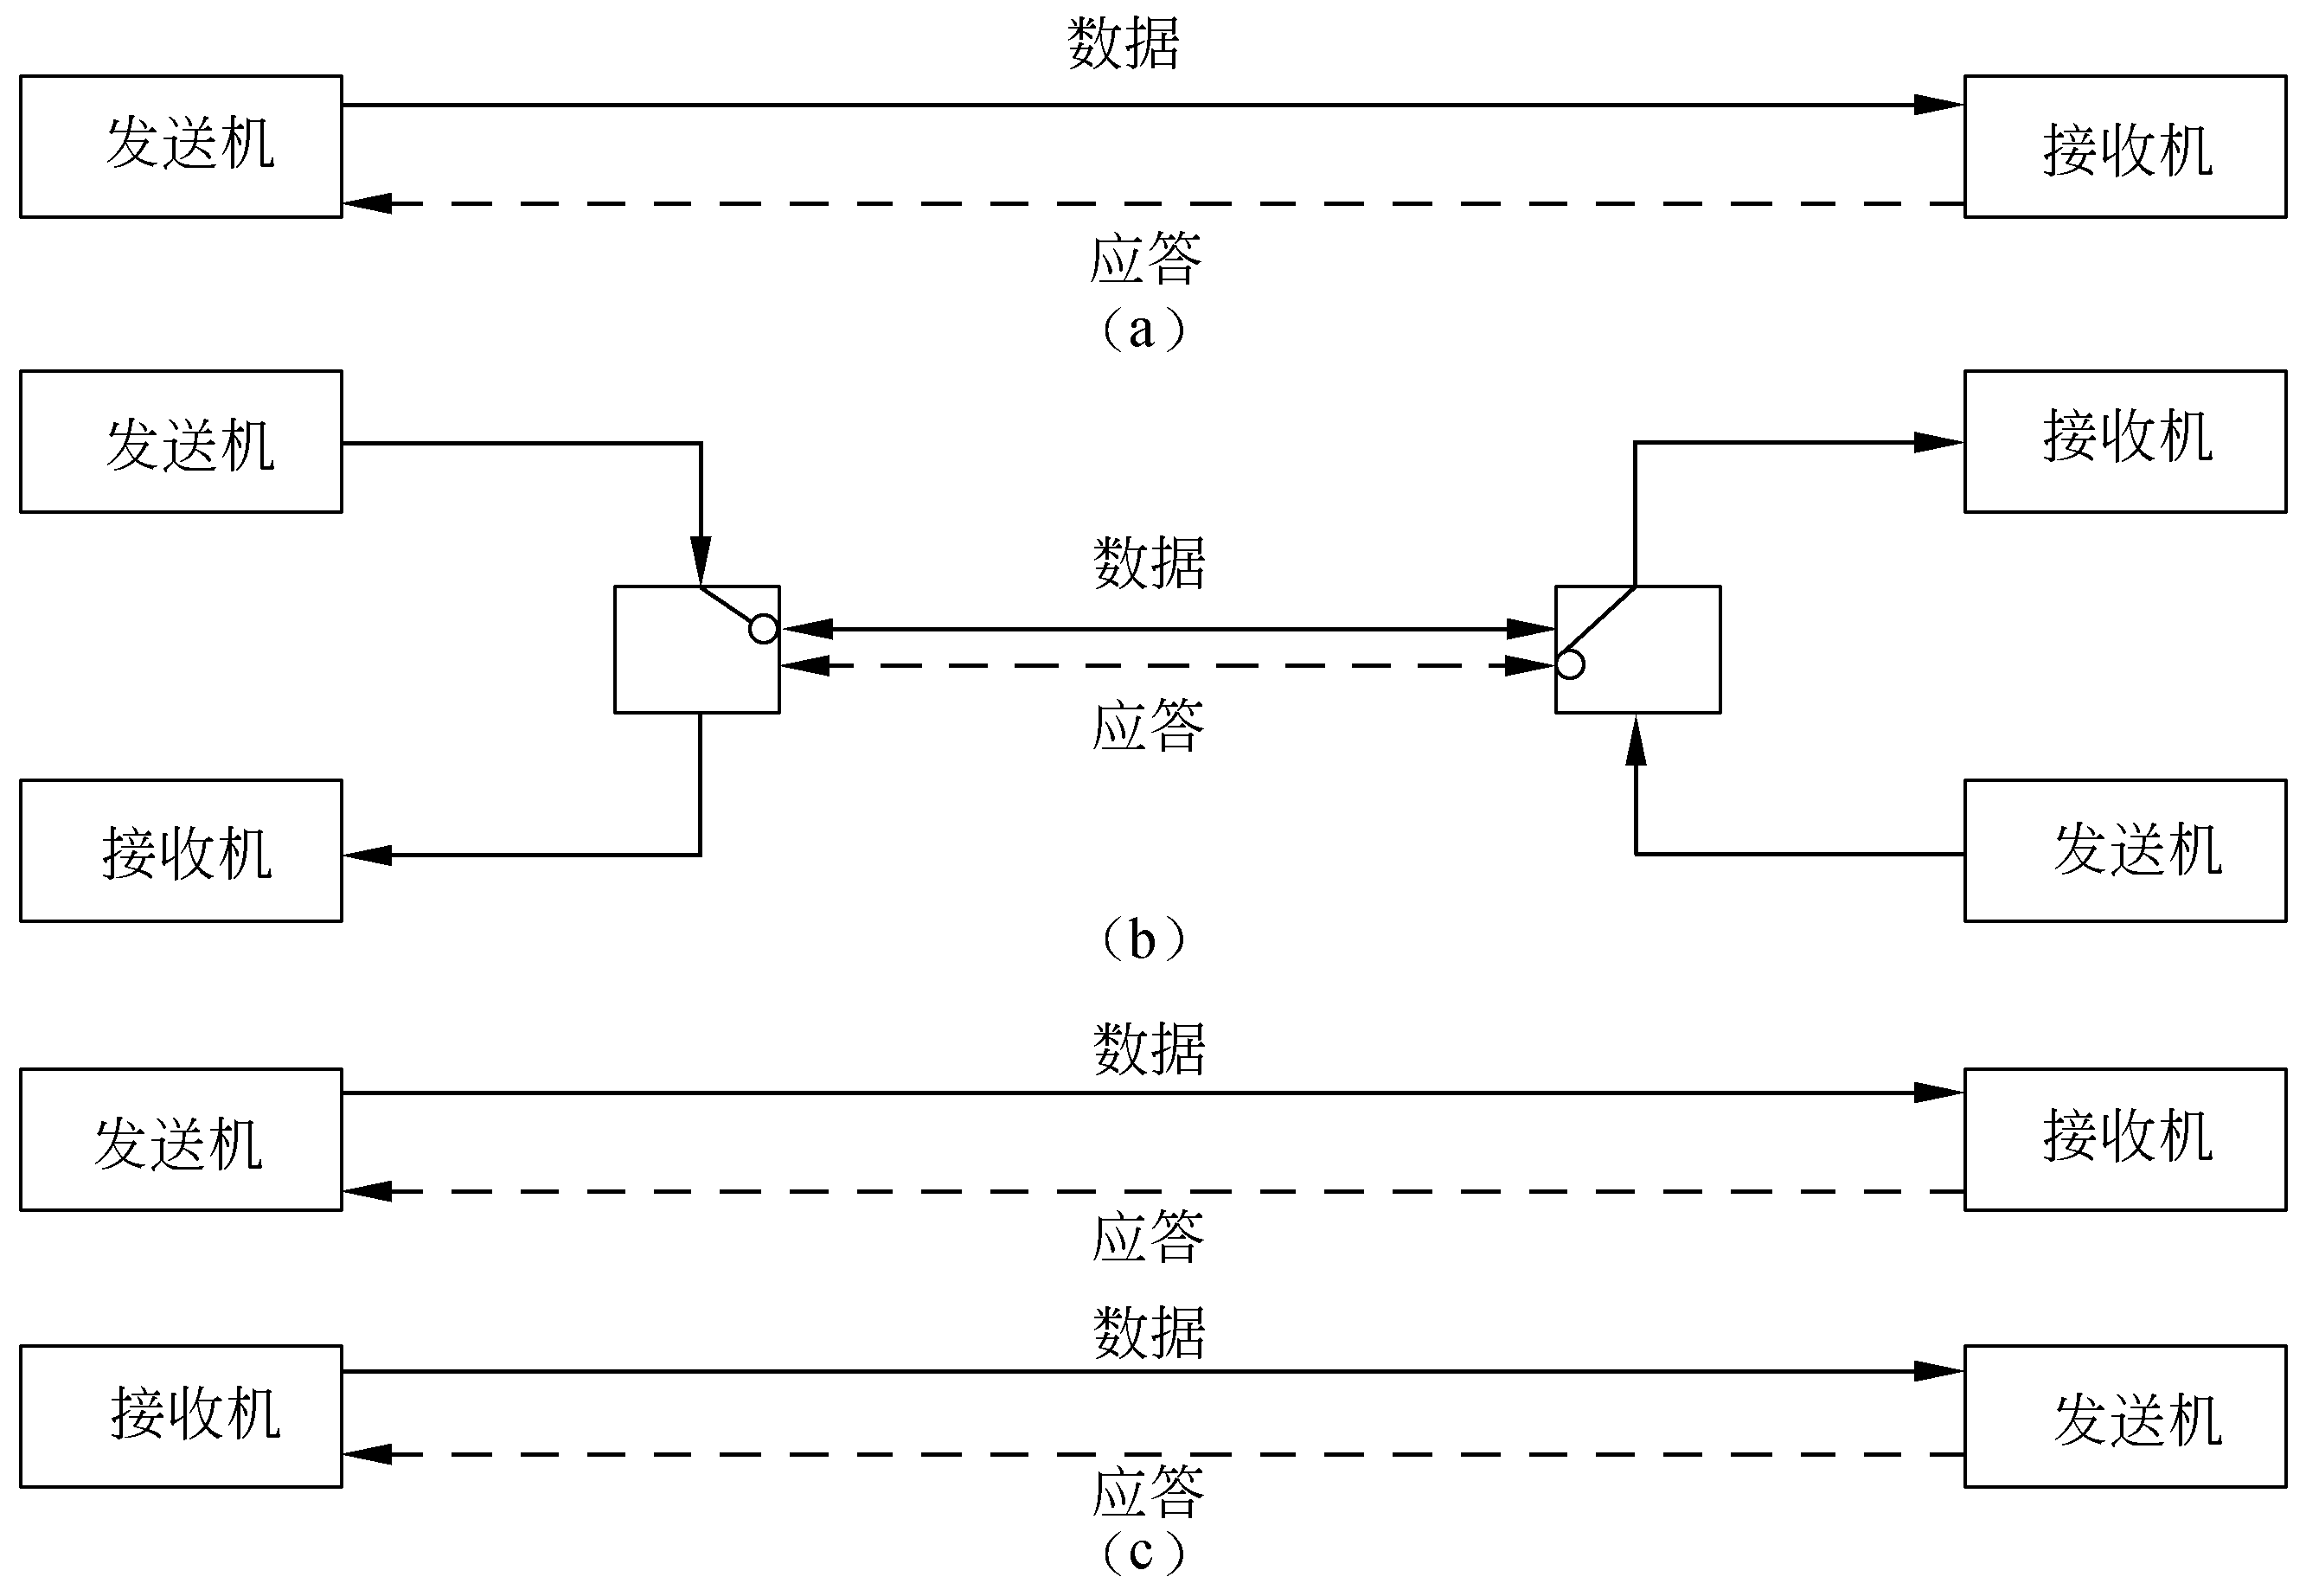 数据
发送机
接收机
应答
（a）
发送机
接收机
数据
应答
接收机
发送机
（b）
数据
发送机
接收机
应答
数据
接收机
发送机
应答
（c）